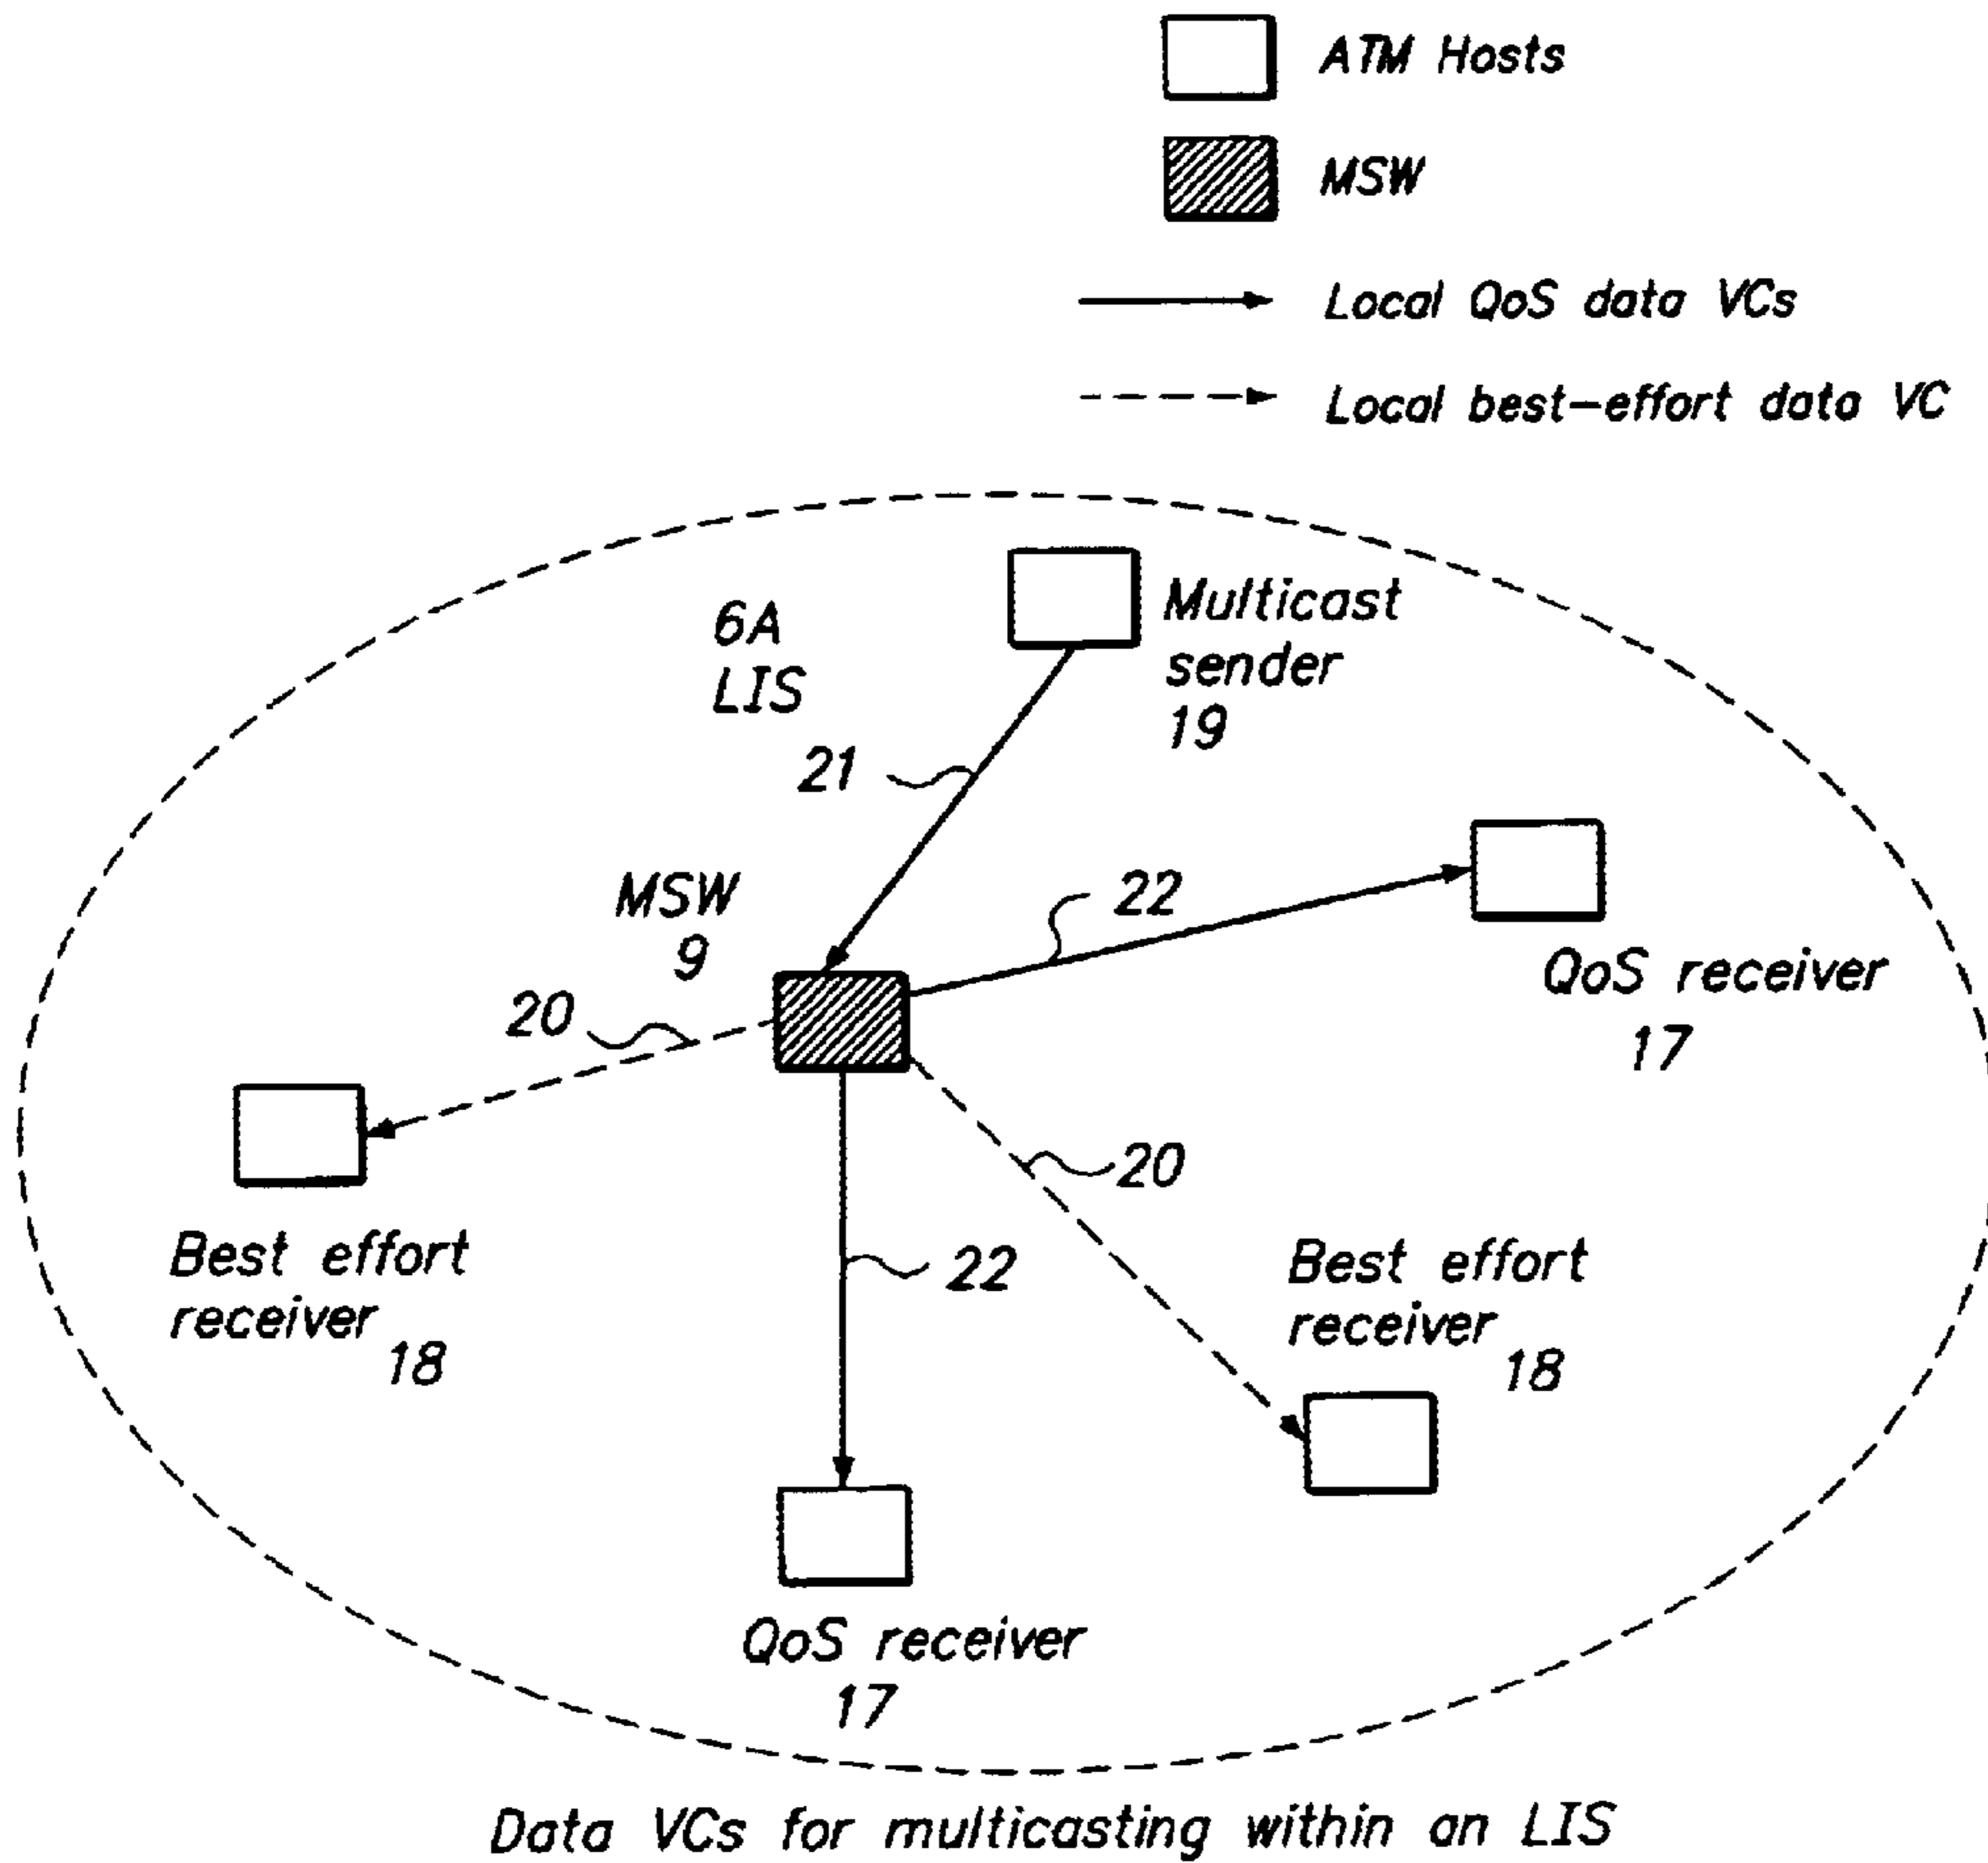 ATM Hosts
MSW
Local QoS data VCs
Local best-effort data VC
6A
LIS
Multicast
sender
19
21
MSW
9
22
QoS receiver
17
20
20
Best effort
receiver
18
22
Best effort
receiver
18
QoS receiver
17
Data VCs for multicasting within an LIS